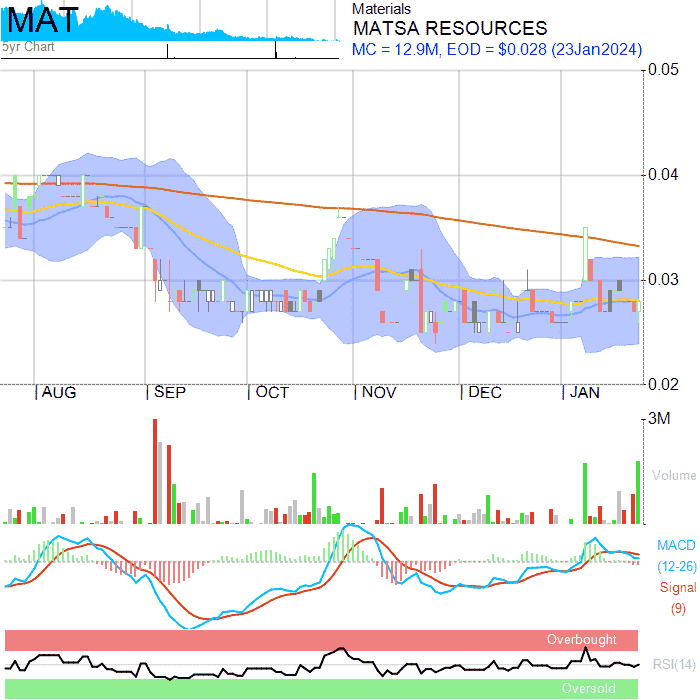 MAT
5yr Chart
Materials
MATSA RESOURCES
MC = 12.9M, EOD = $0.028 (23Jan2024)
0.05
0.04
0.03
0.02
AUG SEP OCT NOV DEC JAN
3M
Volume
MACD
(12-26)
Signal
(9)
Overbought
RSI(14)
Oversold